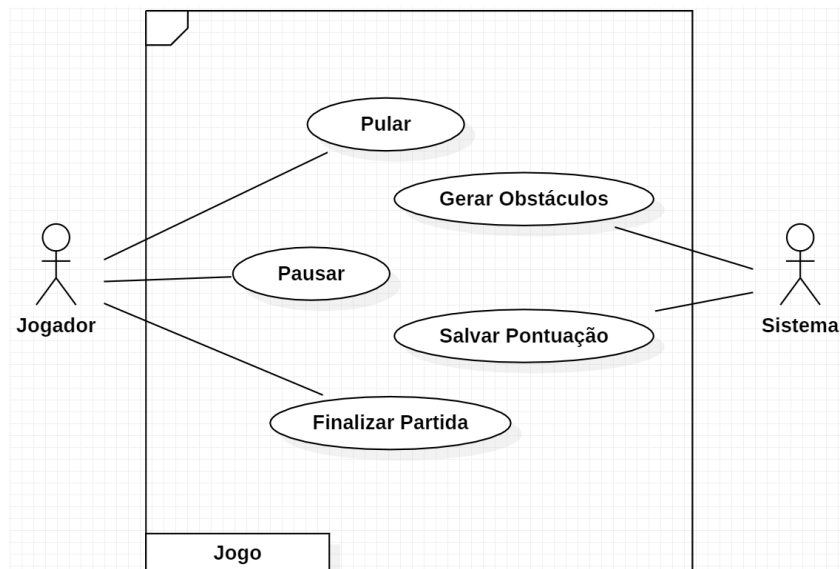 Pular
Gerar Obstáculos
Pausar
Jogador
Sistema
Salvar Pontuação
Finalizar Partida
Jogo